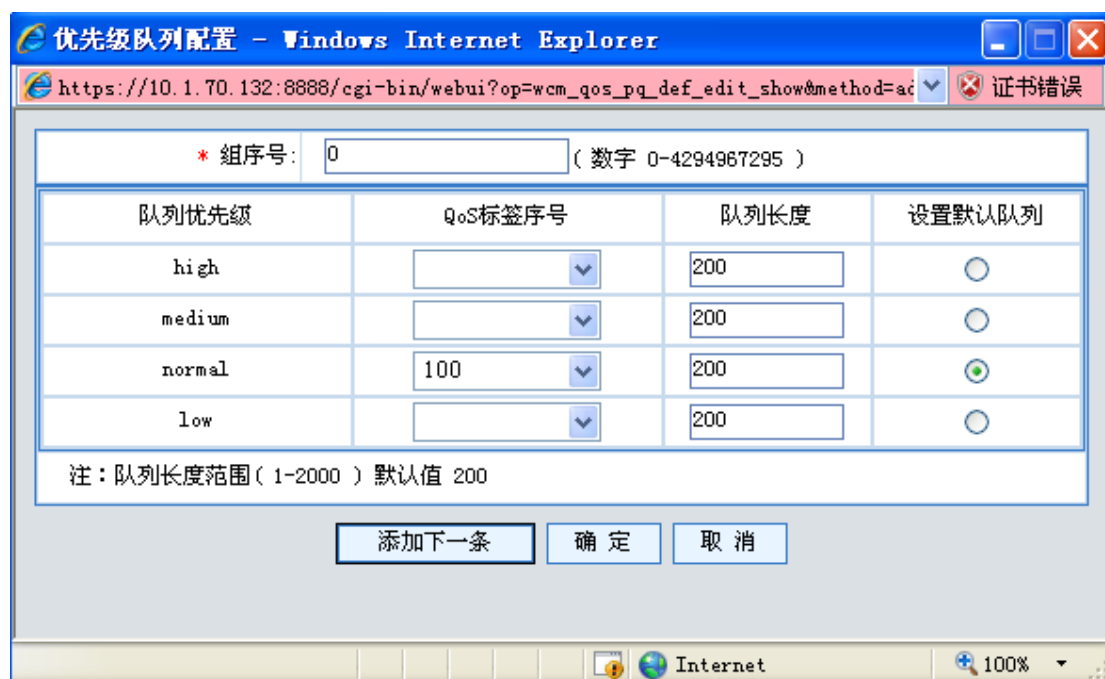 优先级队列配置 - Windows Internet Explorer
https://10.1.70.132:8888/cgi-bin/webui?op=wcm_qos_pq_def_edit_show&method=ad 证书错误
* 组序号: 0 ( 数字 0-4294967295 )
队列优先级 QoS标签序号 队列长度 设置默认队列
high 200
medium 200
normal 100 200
low 200
注：队列长度范围( 1-2000 ) 默认值 200
添加下一条 确 定 取 消
Internet 100%